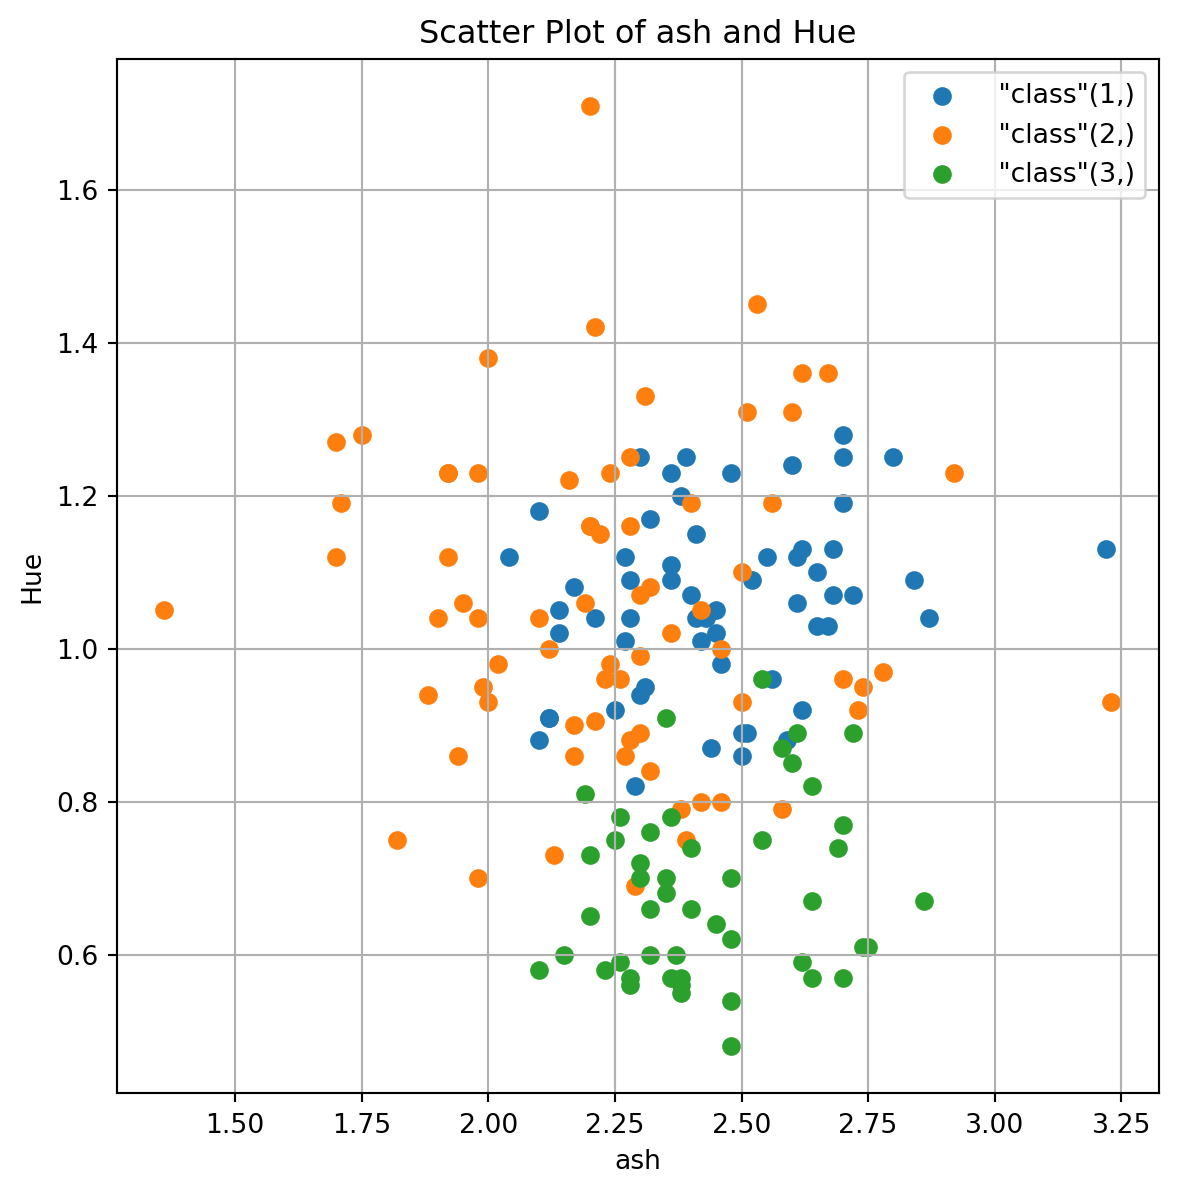 Scatter Plot of ash and Hue
"class"(1,)
"class"(2,)
"class"(3,)
Hue
1.6
1.4
1.2
1.0
0.8
0.6
1.50 1.75 2.00 2.25 2.50 2.75 3.00 3.25
ash